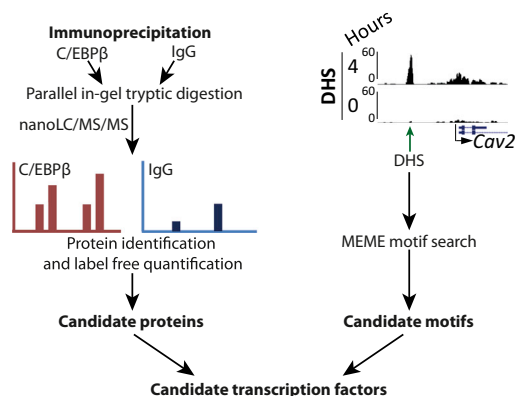 Immunoprecipitation
C/EBPβ IgG
Parallel in-gel tryptic digestion
nanoLC/MS/MS
C/EBPβ IgG
Protein identification
and label free quantification
Candidate proteins
Hours
DHS
4 60 0
0 60 0
Cav2
DHS
MEME motif search
Candidate motifs
Candidate transcription factors